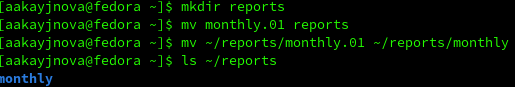 [aakayjnova@fedora ~]$ mkdir reports
[aakayjnova@fedora ~]$ mv monthly.01 reports
[aakayjnova@fedora ~]$ mv ~/reports/monthly.01 ~/reports/monthly
[aakayjnova@fedora ~]$ ls ~/reports
monthly